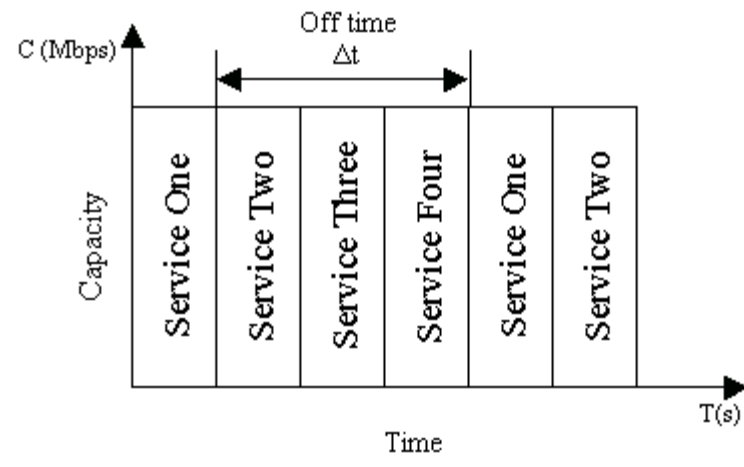 Off time
C (Mbps)
Δt
Capacity
Service One
Service Two
Service Three
Service Four
Service One
Service Two
T(s)
Time